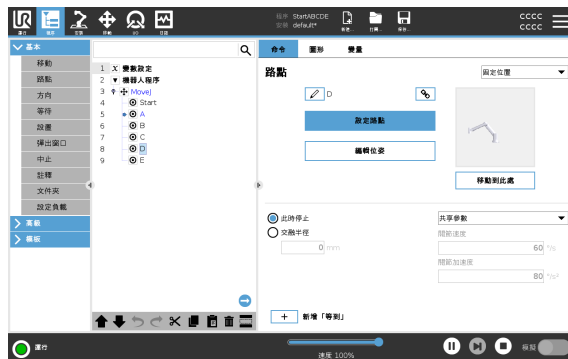 程序 StartABCDE
安裝 default*
運行 程序 安裝 移動 I/O 日誌
新建... 打開... 保存...
CCCC
CCCC
基本
移動
路點
方向
等待
設置
彈出窗口
中止
註釋
文件夾
設定負載
高級
模板
1 X 變數設定
2 機器人程序
3 MoveJ
4 Start
5 A
6 B
7 C
8 D
9 E
命令 圖形 變量
路點
固定位置
D
設定路點
編輯位姿
移動到此處
此時停止
交融半徑
0 mm
共享參數
關節速度
60 °/s
關節加速度
80 °/s²
+ 新增「等到」
運行
速度 100%
模擬